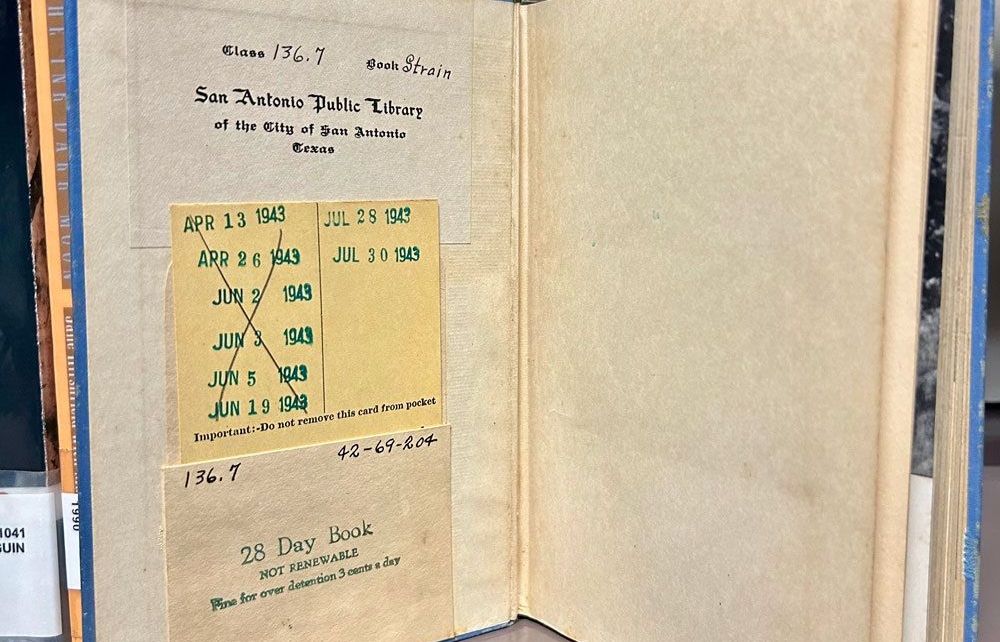 Class 136.7 Book Strain
San Antonio Public Library
of the City of San Antonio
Texas
APR 13 1943
APR 26 1943
JUN 2 1943
JUN 3 1943
JUN 5 1943
JUN 19 1943
JUL 28 1943
JUL 30 1943
Important:-Do not remove this card from pocket
136.7 42-69-204
28 Day Book
NOT RENEWABLE
Fine for over detention 3 cents a day
1041
GUIN
1990